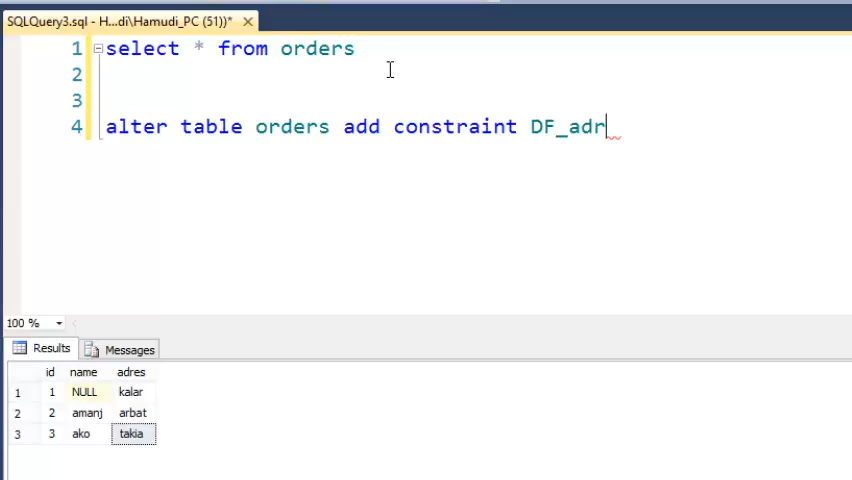 SQLQuery3.sql - H...di\Hamudi_PC (51))*
1 select * from orders
2
3
4 alter table orders add constraint DF_adr
100 %
Results Messages
id name adres
1 1 NULL kalar
2 2 amanj arbat
3 3 ako takia